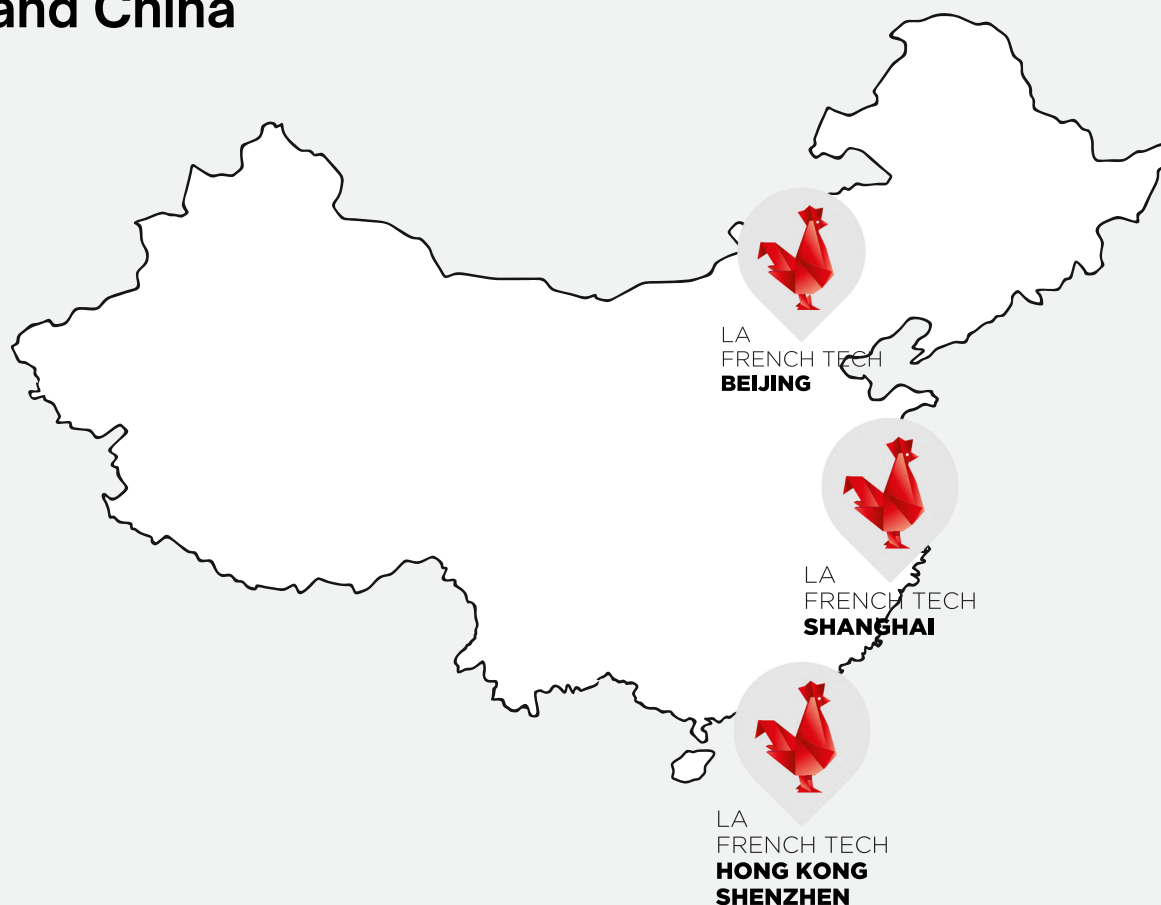 and China
LA
FRENCH TECH
BEIJING
LA
FRENCH TECH
SHANGHAI
LA
FRENCH TECH
HONG KONG
SHENZHEN